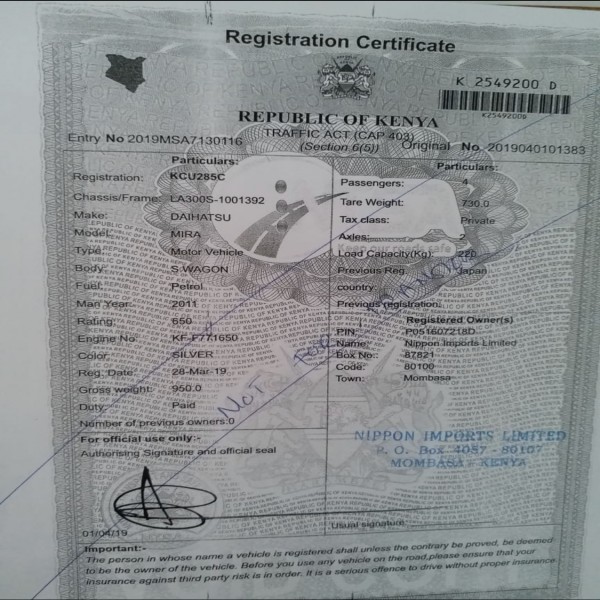 Registration Certificate
K 2549200 D
K2549200D
REPUBLIC OF KENYA
TRAFFIC ACT (CAP 403)
(Section 6(5))
Entry No 2019MSA7130116
Original No. 2019040101383
Particulars:
Registration: KCU285C
Chassis/Frame: LA300S-1001392
Make: DAIHATSU
Model: MIRA
Type: Motor Vehicle
Body: S.WAGON
Fuel: Petrol
Man Year: 2011
Rating: 650
Engine No: KF-F771650
Color: SILVER
Reg. Date: 28-Mar-19
Gross weight: 950.0
Duty: Paid
Number of previous owners:0
For official use only:-
Authorising Signature and official seal
01/04/19
Particulars:
Passengers: 4
Tare Weight: 730.0
Tax class: Private
Axles: 2
Keep our roads safe
Load Capacity(Kg): 220
Previous Reg. Japan
country:
Previous registration:
Registered Owner(s)
PIN: P051607218D
Name: Nippon Imports Limited
Box No: 87821
Code: 80100
Town: Mombasa
NOT FOR
NIPPON IMPORTS LIMITED
P. O. Box 4057 - 80107
MOMBASA - KENYA
Usual signature
Important:-
The person in whose name a vehicle is registered shall unless the contrary be proved, be deemed
to be the owner of the vehicle. Before you use any vehicle on the road,please ensure that your
insurance against third party risk is in order. It is a serious offence to drive without proper insurance